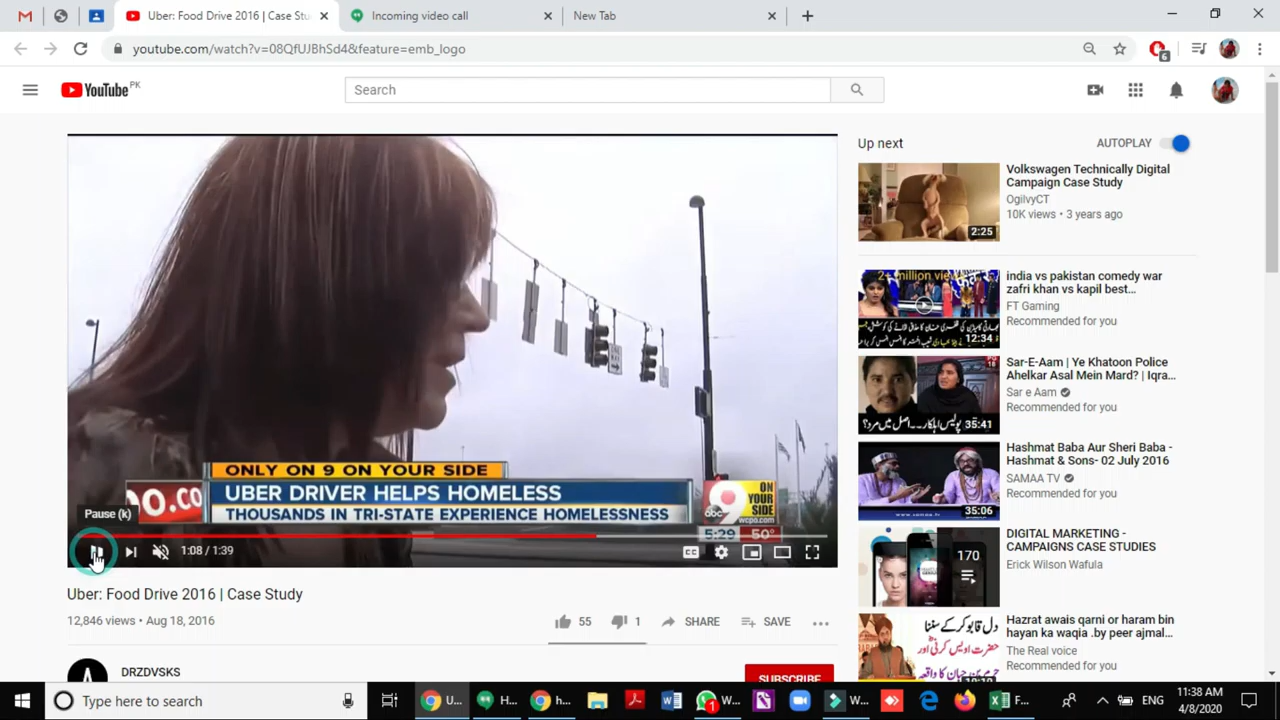 Uber: Food Drive 2016 | Case Stu
Incoming video call
New Tab
youtube.com/watch?v=08QfUJBhSd4&feature=emb_logo
6
YouTube PK
Search
ONLY ON 9 ON YOUR SIDE
UBER DRIVER HELPS HOMELESS
THOUSANDS IN TRI-STATE EXPERIENCE HOMELESSNESS
abc 9
wcpo.com
ON YOUR SIDE
5:29 50°
Pause (k)
1:08 / 1:39
CC
Uber: Food Drive 2016 | Case Study
12,846 views • Aug 18, 2016
55
1
SHARE
SAVE
DRZDVSKS
SUBSCRIBE
Up next
AUTOPLAY
2:25
Volkswagen Technically Digital
Campaign Case Study
OgilvyCT
10K views • 3 years ago
12:34
india vs pakistan comedy war
zafri khan vs kapil best...
FT Gaming
Recommended for you
35:41
Sar-E-Aam | Ye Khatoon Police
Ahelkar Asal Mein Mard? | Iqra...
Sar e Aam
Recommended for you
35:06
Hashmat Baba Aur Sheri Baba -
Hashmat & Sons- 02 July 2016
SAMAA TV
Recommended for you
170
DIGITAL MARKETING -
CAMPAIGNS CASE STUDIES
Erick Wilson Wafula
Hazrat awais qarni or haram bin
hayan ka waqia .by peer ajmal...
The Real voice
Recommended for you
Type here to search
U...
H...
h...
W...
W...
F...
ENG
11:38 AM
4/8/2020